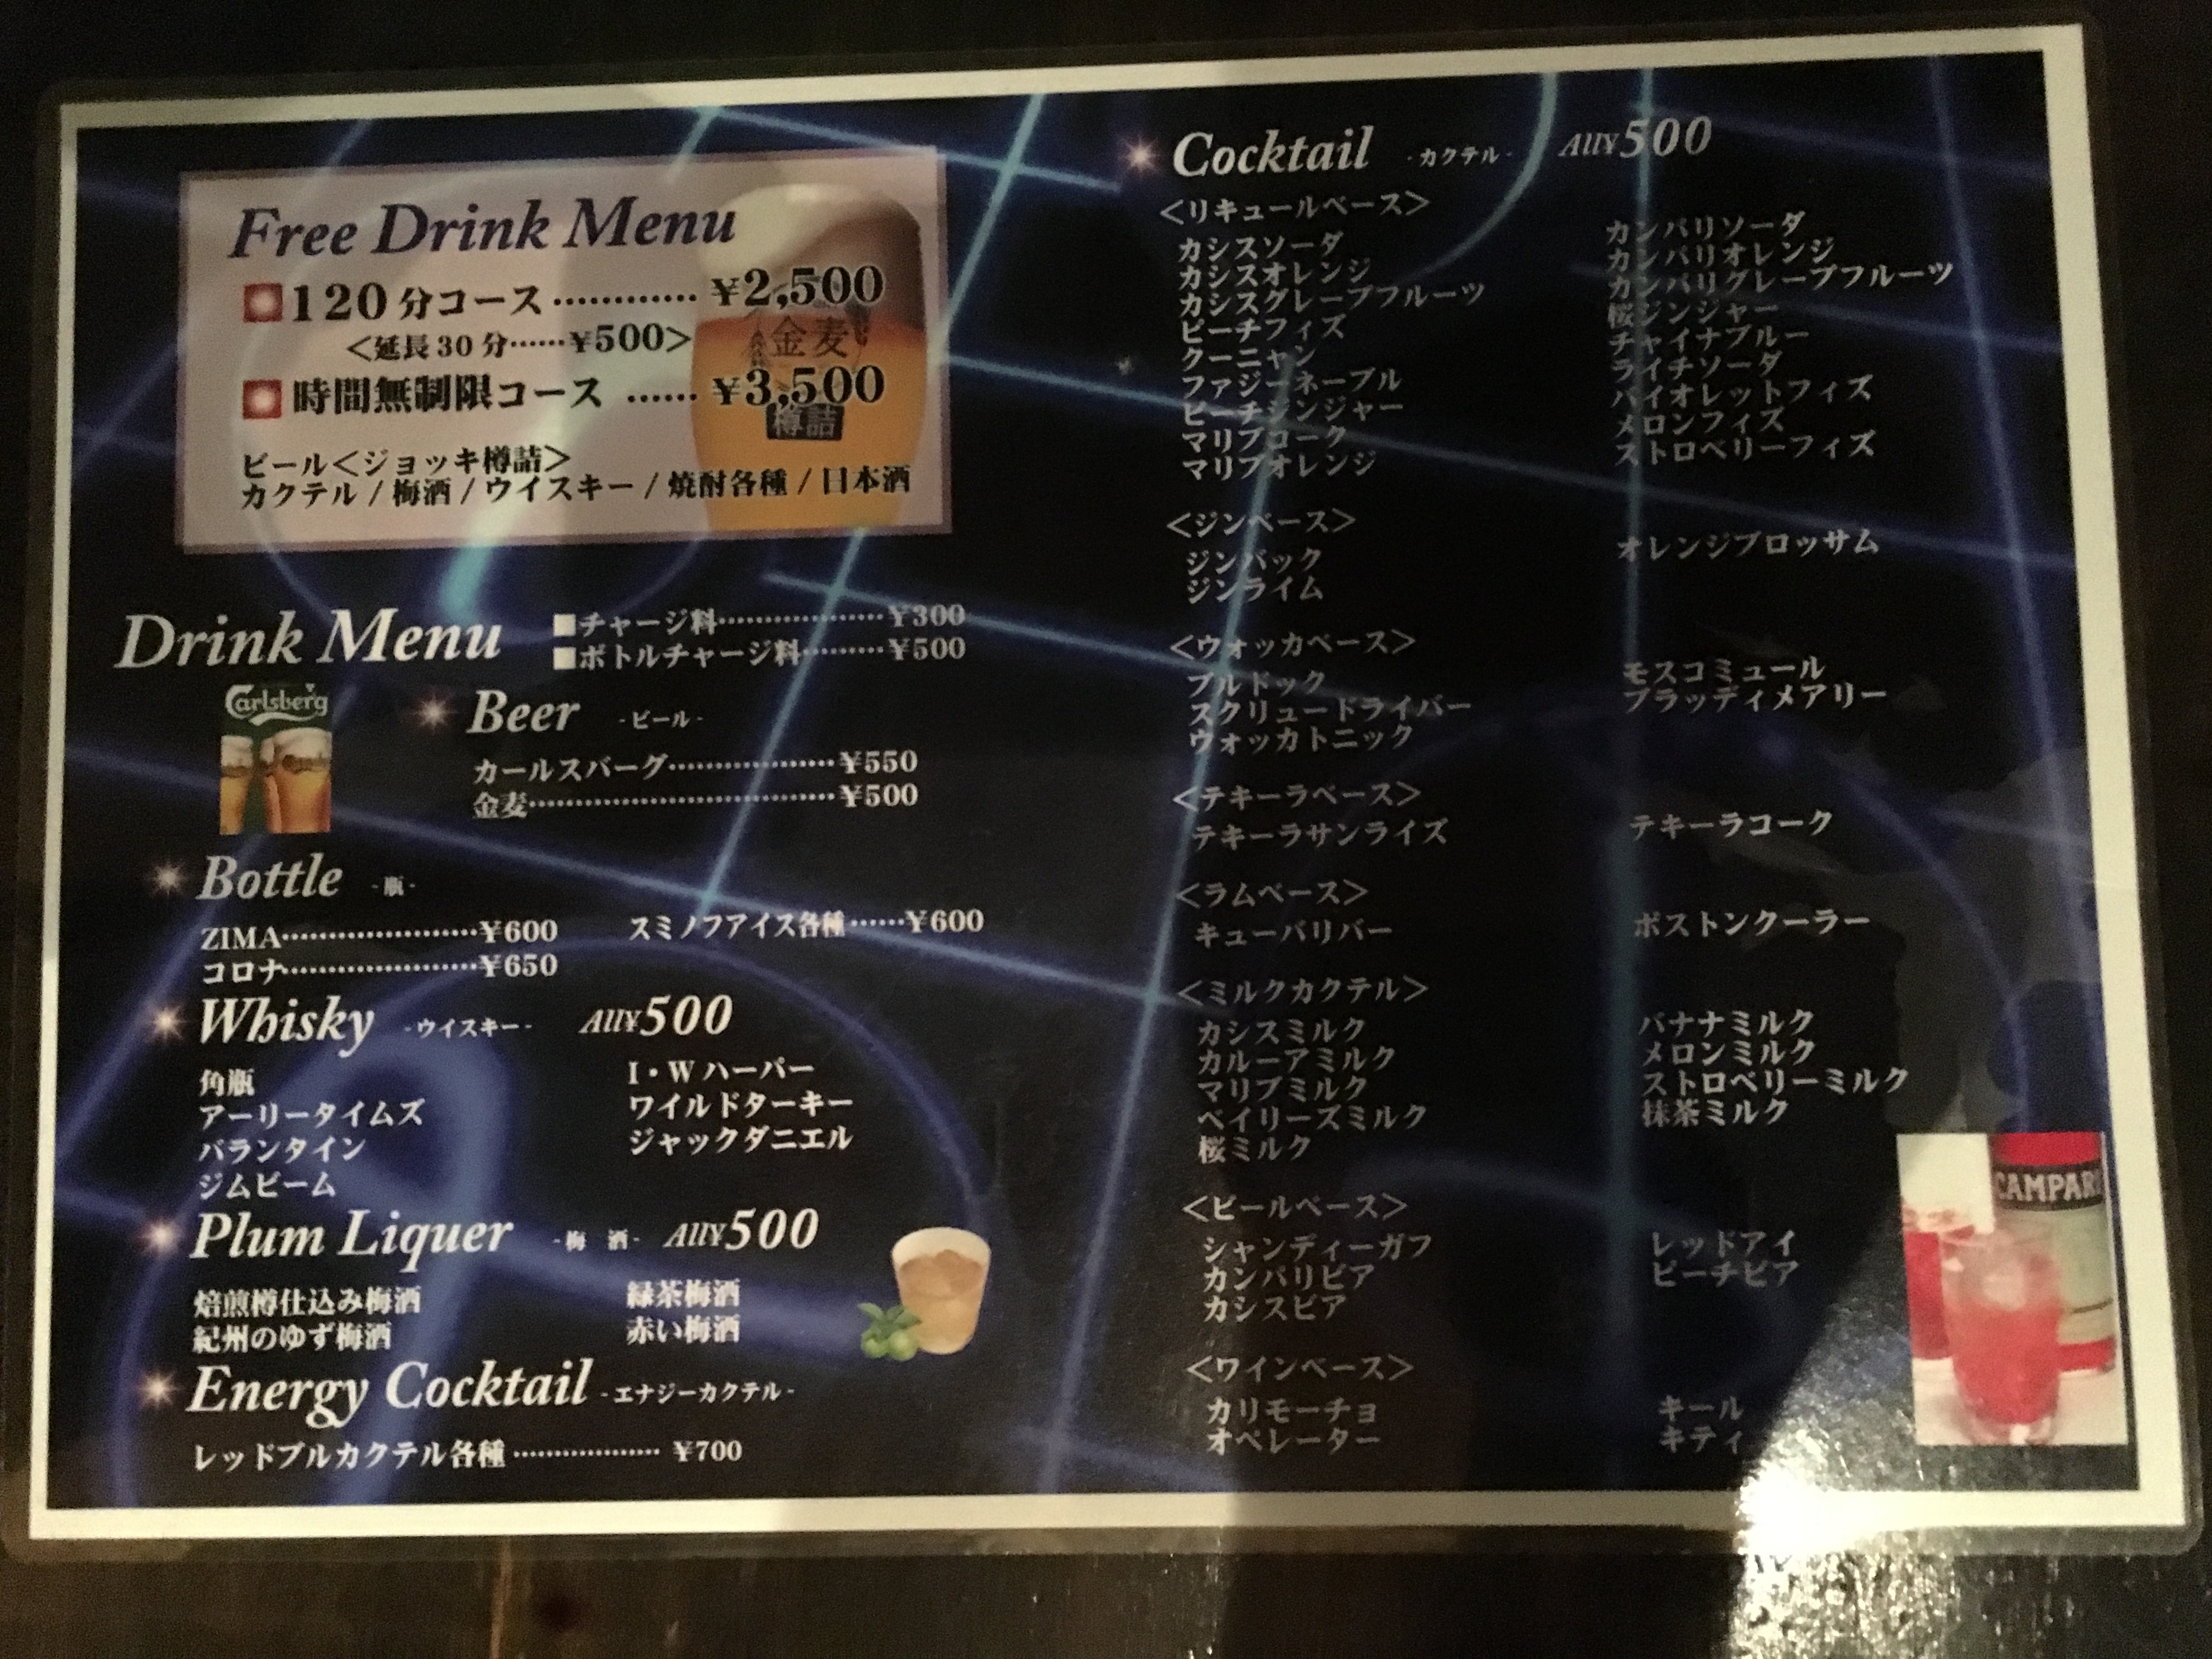 Free Drink Menu
120分コース…………¥2,500
<延長30分……¥500>
時間無制限コース ……¥3,500
金麦
樽詰
ビール<ジョッキ樽詰>
カクテル / 梅酒 / ウイスキー / 焼酎各種 / 日本酒
Drink Menu
■チャージ料………………¥300
■ボトルチャージ料………¥500
Carlsberg
Beer -ビール-
カールスバーグ………………¥550
金麦……………………………¥500
Bottle -瓶-
ZIMA…………………¥600
コロナ…………………¥650
スミノフアイス各種……¥600
Whisky -ウイスキー- All¥500
角瓶
アーリータイムズ
バランタイン
ジムビーム
I・Wハーパー
ワイルドターキー
ジャックダニエル
Plum Liquer -梅 酒- All¥500
焙煎樽仕込み梅酒
紀州のゆず梅酒
緑茶梅酒
赤い梅酒
Energy Cocktail -エナジーカクテル-
レッドブルカクテル各種 ……………… ¥700
Cocktail -カクテル- All¥500
<リキュールベース>
カシスソーダ
カシスオレンジ
カシスグレープフルーツ
ピーチフィズ
クーニャン
ファジーネーブル
ピーチジンジャー
マリブコーク
マリブオレンジ
カンパリソーダ
カンパリオレンジ
カンパリグレープフルーツ
桜ジンジャー
チャイナブルー
ライチソーダ
バイオレットフィズ
メロンフィズ
ストロベリーフィズ
<ジンベース>
ジンバック
ジンライム
オレンジブロッサム
<ウォッカベース>
ブルドック
スクリュードライバー
ウォッカトニック
モスコミュール
ブラッディメアリー
<テキーラベース>
テキーラサンライズ
テキーラコーク
<ラムベース>
キューバリバー
ボストンクーラー
<ミルクカクテル>
カシスミルク
カルーアミルク
マリブミルク
ベイリーズミルク
桜ミルク
バナナミルク
メロンミルク
ストロベリーミルク
抹茶ミルク
<ビールベース>
シャンディーガフ
カンパリビア
カシスビア
レッドアイ
ピーチビア
<ワインベース>
カリモーチョ
オペレーター
キール
キティ
CAMPARI